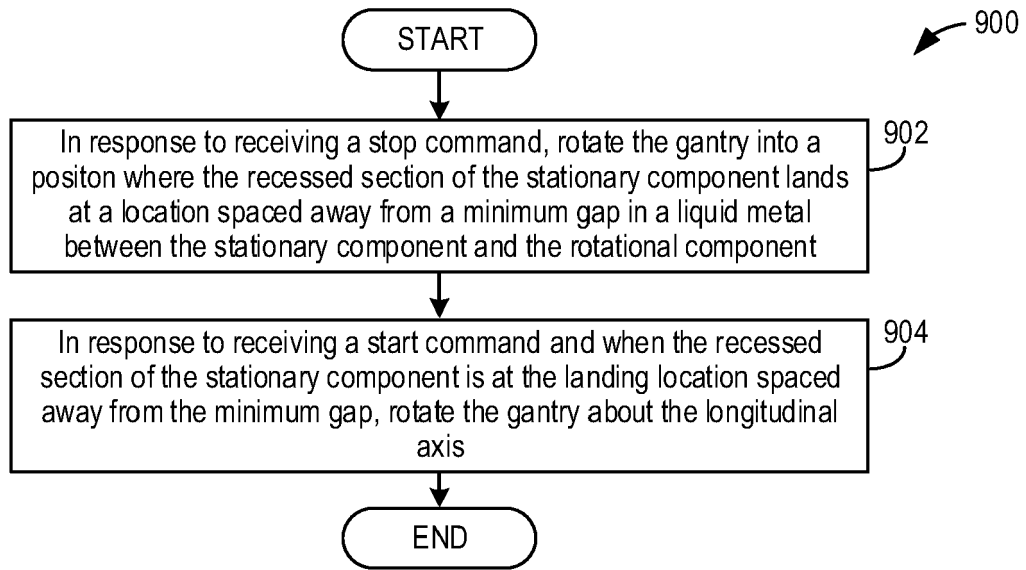 START
900
In response to receiving a stop command, rotate the gantry into a
positon where the recessed section of the stationary component lands
at a location spaced away from a minimum gap in a liquid metal
between the stationary component and the rotational component
902
In response to receiving a start command and when the recessed
section of the stationary component is at the landing location spaced
away from the minimum gap, rotate the gantry about the longitudinal
axis
904
END